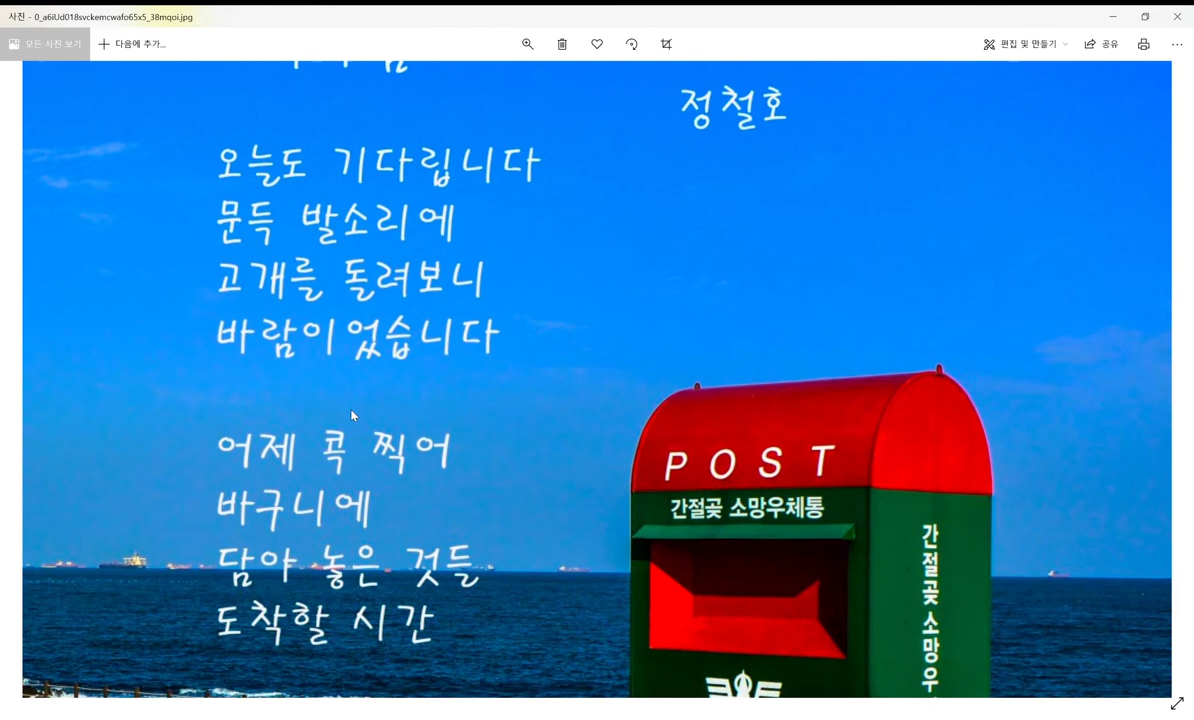 사진 - 0_a6iUd018svckemcwafo65x5_38mqoi.jpg
모든 사진 보기
다음에 추가...
편집 및 만들기
공유
정철호
오늘도 기다립니다
문득 발소리에
고개를 돌려보니
바람이었습니다
어제 콕 찍어
바구니에
담아 놓은 것들
도착할 시간
POST
간절곶 소망우체통
간절곶소망우